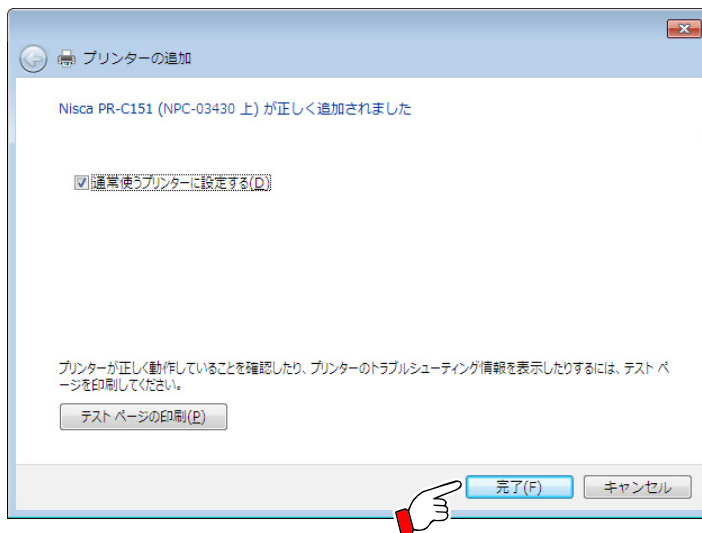 プリンターの追加
Nisca PR-C151 (NPC-03430 上) が正しく追加されました
通常使うプリンターに設定する(D)
プリンターが正しく動作していることを確認したり、プリンターのトラブルシューティング情報を表示したりするには、テスト ペ
ージを印刷してください。
テスト ページの印刷(P)
完了(F)
キャンセル